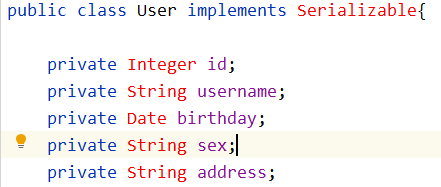 public class User implements Serializable{
private Integer id;
private String username;
private Date birthday;
private String sex;
private String address;